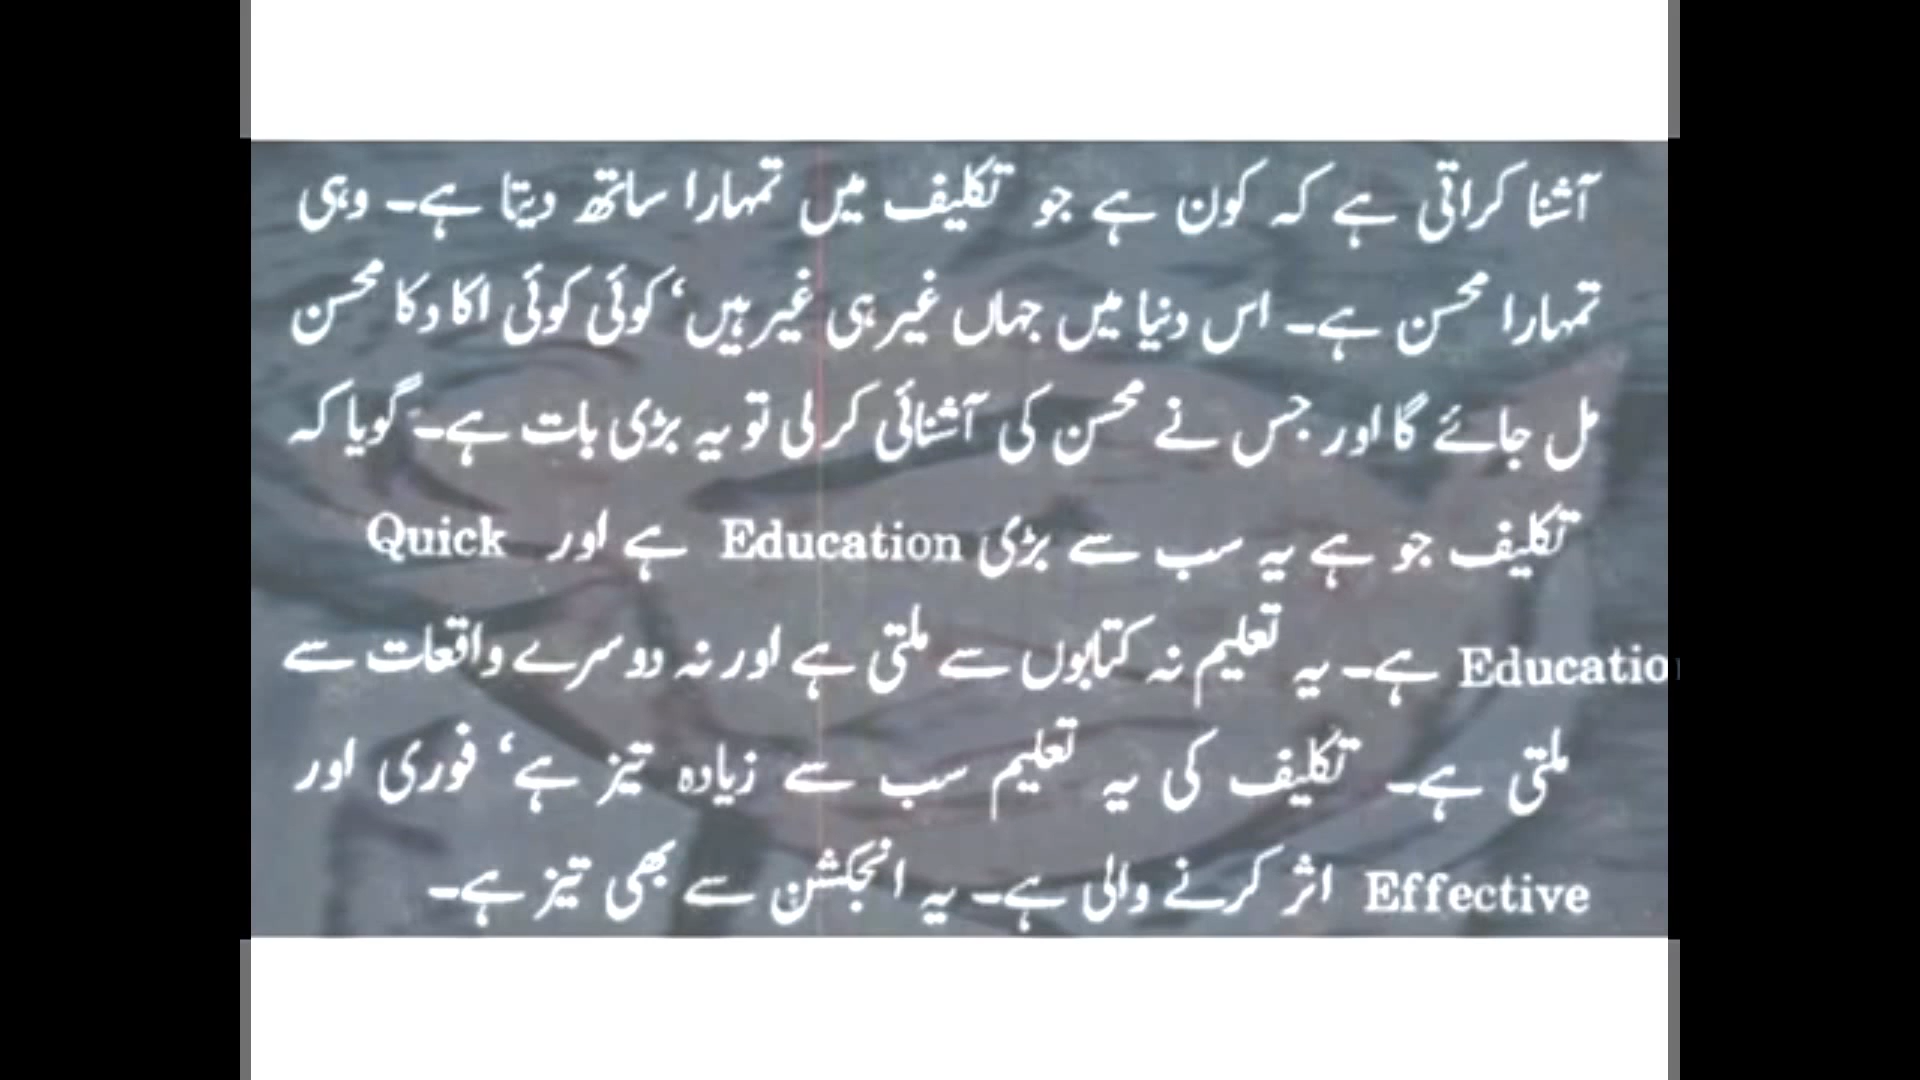 آشنا کراتی ہے کہ کون ہے جو تکلیف میں تمہارا ساتھ دیتا ہے۔ وہی
تمہارا محسن ہے۔ اس دنیا میں جہاں غیر ہی غیر ہیں‘ کوئی کوئی اکا دکا محسن
مل جائے گا اور جس نے محسن کی آشنائی کر لی تو یہ بڑی بات ہے۔ گویا کہ
تکلیف جو ہے یہ سب سے بڑی Education ہے اور Quick
Educatio ہے۔ یہ تعلیم نہ کتابوں سے ملتی ہے اور نہ دوسرے واقعات سے
ملتی ہے۔ تکلیف کی یہ تعلیم سب سے زیادہ تیز ہے‘ فوری اور
Effective اثر کرنے والی ہے۔ یہ انجکشن سے بھی تیز ہے۔